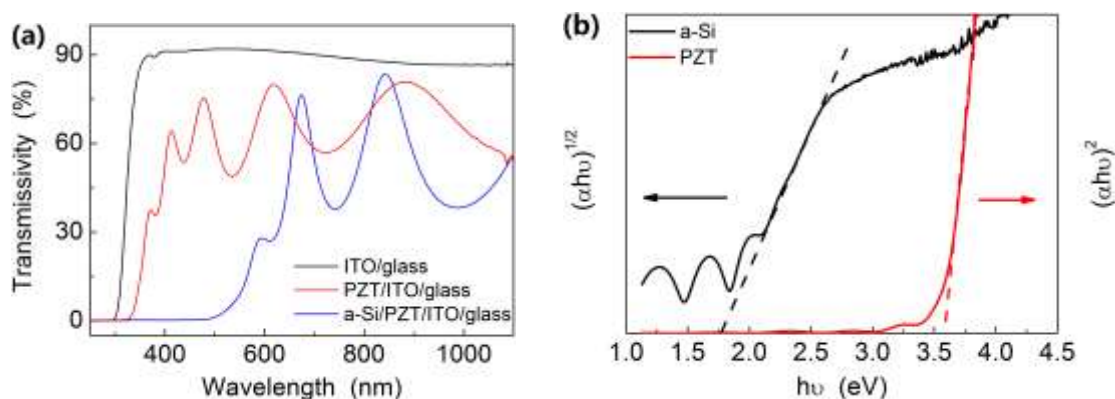 (a)
90
60
30
0
Transmissivity (%)
ITO/glass
PZT/ITO/glass
a-Si/PZT/ITO/glass
400 600 800 1000
Wavelength (nm)
(b)
a-Si
PZT
(αhυ)^1/2
(αhυ)^2
1.0 1.5 2.0 2.5 3.0 3.5 4.0 4.5
hυ (eV)